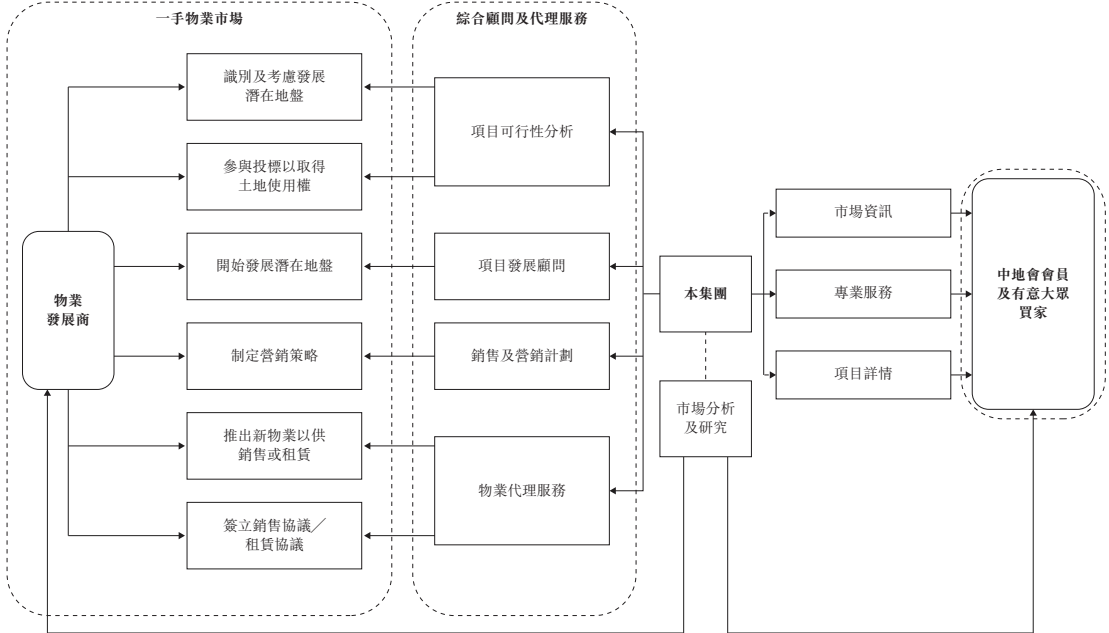 一手物業市場
綜合顧問及代理服務
識別及考慮發展
潛在地盤
參與投標以取得
土地使用權
物業
發展商
開始發展潛在地盤
制定營銷策略
推出新物業以供
銷售或租賃
簽立銷售協議／
租賃協議
項目可行性分析
項目發展顧問
銷售及營銷計劃
物業代理服務
本集團
市場分析
及研究
市場資訊
專業服務
項目詳情
中地會會員
及有意大眾
買家